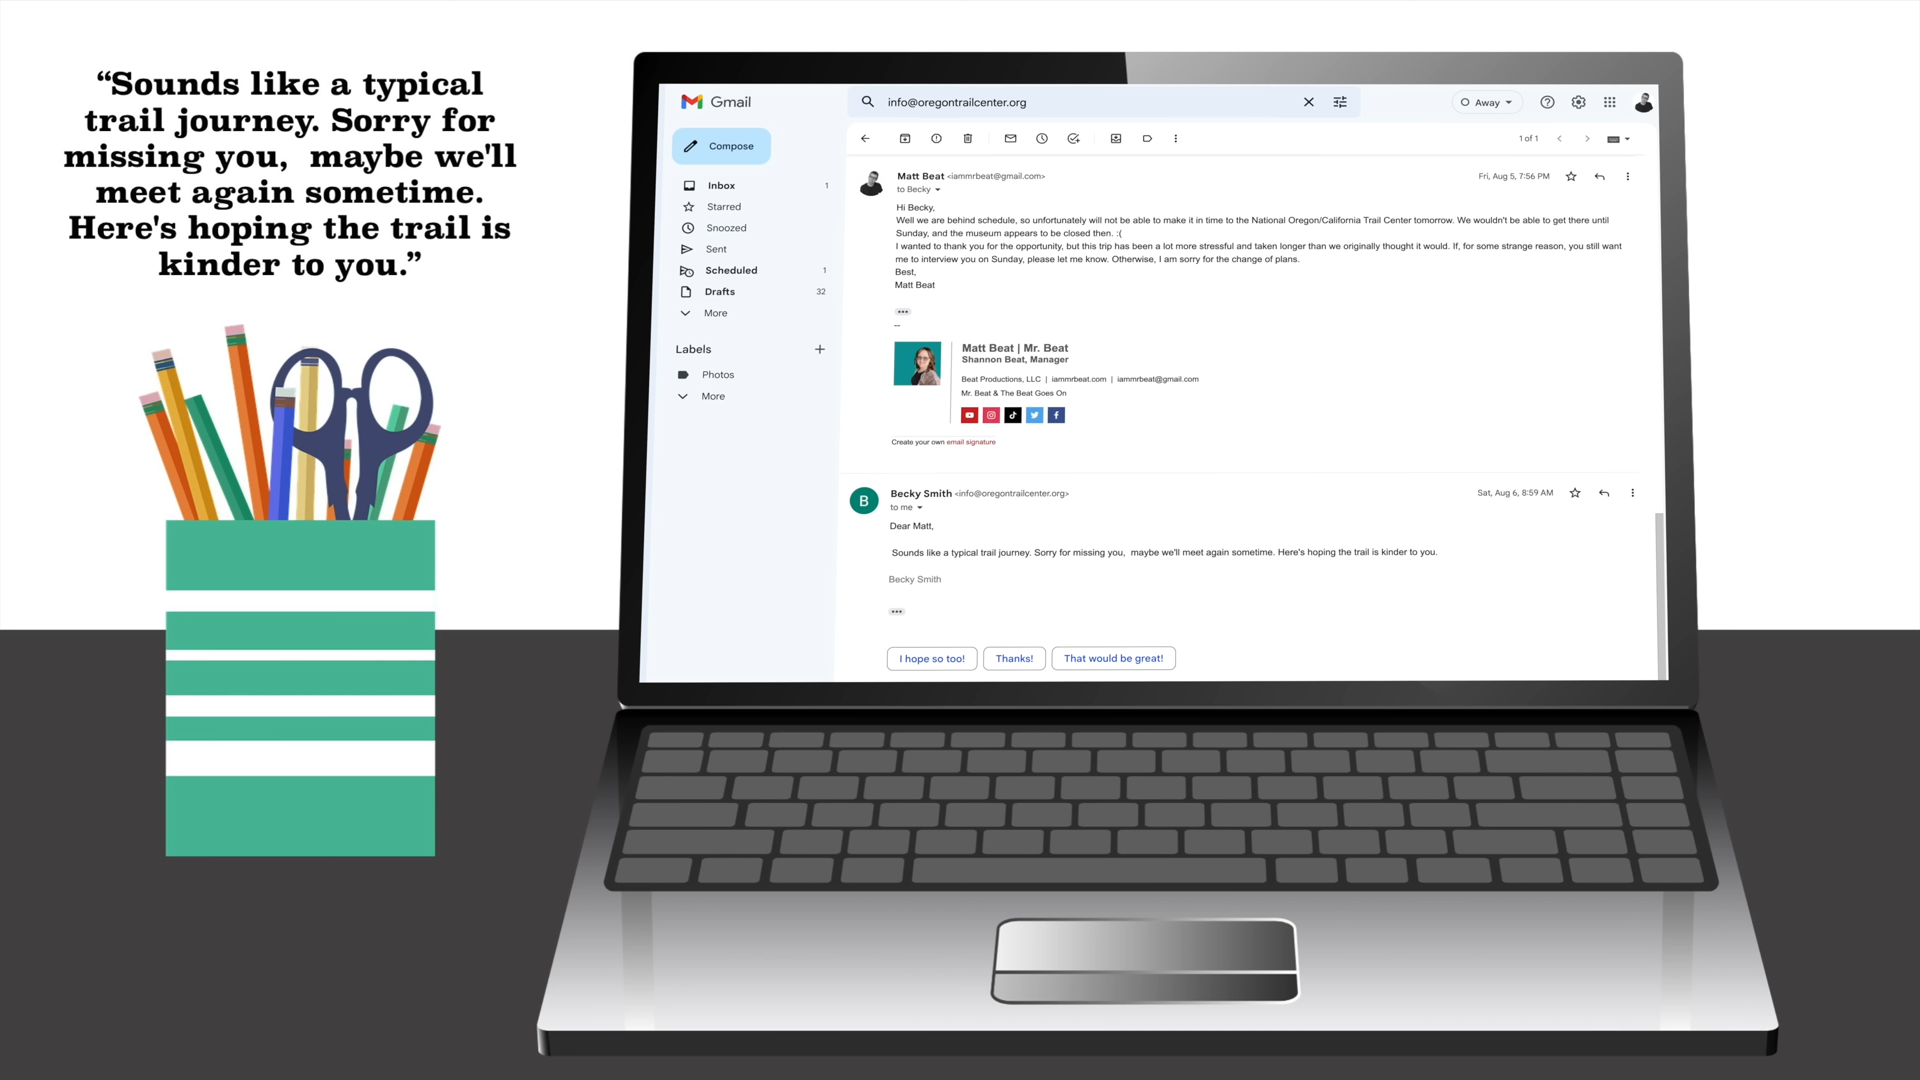 “Sounds like a typical
trail journey. Sorry for
missing you,  maybe we'll
meet again sometime.
Here's hoping the trail is
kinder to you.”
Gmail
info@oregontrailcenter.org
Away
Compose
Inbox 1
Starred
Snoozed
Sent
Scheduled 1
Drafts 32
More
Labels
Photos
More
1 of 1
Matt Beat <iammrbeat@gmail.com>
Fri, Aug 5, 7:56 PM
to Becky
Hi Becky,
Well we are behind schedule, so unfortunately will not be able to make it in time to the National Oregon/California Trail Center tomorrow. We wouldn't be able to get there until
Sunday, and the museum appears to be closed then. :(
I wanted to thank you for the opportunity, but this trip has been a lot more stressful and taken longer than we originally thought it would. If, for some strange reason, you still want
me to interview you on Sunday, please let me know. Otherwise, I am sorry for the change of plans.
Best,
Matt Beat
--
Matt Beat | Mr. Beat
Shannon Beat, Manager
Beat Productions, LLC | iammrbeat.com | iammrbeat@gmail.com
Mr. Beat & The Beat Goes On
Create your own email signature
B
Becky Smith <info@oregontrailcenter.org>
Sat, Aug 6, 8:59 AM
to me
Dear Matt,
Sounds like a typical trail journey. Sorry for missing you,  maybe we'll meet again sometime. Here's hoping the trail is kinder to you.
Becky Smith
I hope so too!
Thanks!
That would be great!